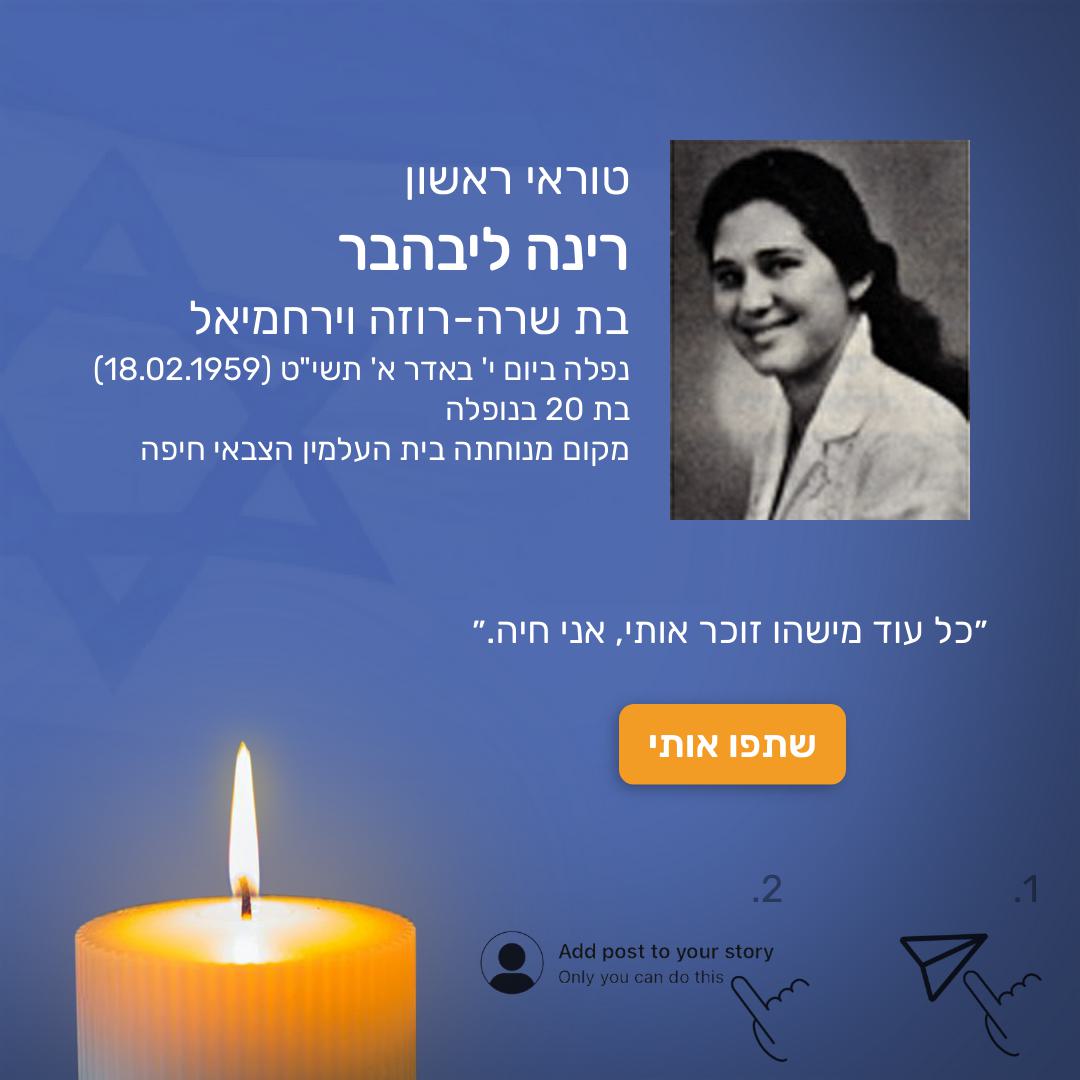 טוראי ראשון
רינה ליבהבר
בת שרה-רוזה וירחמיאל
נפלה ביום י' באדר א' תשי"ט (18.02.1959)
בת 20 בנופלה
מקום מנוחתה בית העלמין הצבאי חיפה
״כל עוד מישהו זוכר אותי, אני חיה.״
שתפו אותי
1.
2.
Add post to your story
Only you can do this